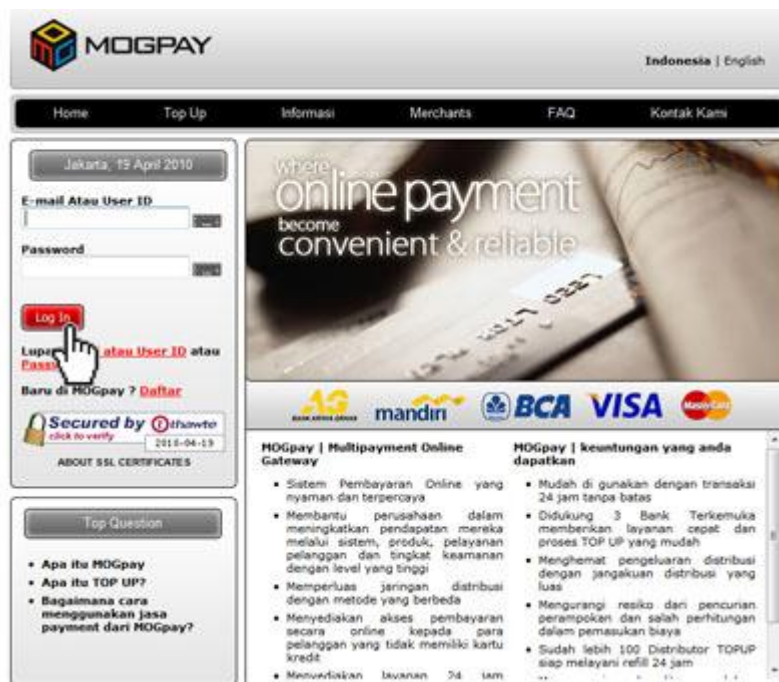 MOGPAY
Indonesia | English
Home Top Up Informasi Merchants FAQ Kontak Kami
Jakarta, 19 April 2010
E-mail Atau User ID
Password
Log In
Lupa atau User ID atau
Baru di MOGpay ? Daftar
Secured by thawte
click to verify
2010-04-19
ABOUT SSL CERTIFICATES
Top Question
Apa itu MOGpay
Apa itu TOP UP?
Bagaimana cara
menggunakan jasa
payment dari MOGpay?
where
online payment
become
convenient & reliable
mandiri BCA VISA MasterCard
MOGpay | Multipayment Online
Gateway
Sistem Pembayaran Online yang
nyaman dan terpercaya
Membantu perusahaan dalam
meningkatkan pendapatan mereka
melalui sistem, produk, pelayanan
pelanggan dan tingkat keamanan
dengan level yang tinggi
Memperluas jaringan distribusi
dengan metode yang berbeda
Menyediakan akses pembayaran
secara online kepada para
pelanggan yang tidak memiliki kartu
kredit
Menyediakan layanan 24 jam
MOGpay | keuntungan yang anda
dapatkan
Mudah di gunakan dengan transaksi
24 jam tanpa batas
Didukung 3 Bank Terkemuka
memberikan layanan cepat dan
proses TOP UP yang mudah
Menghemat pengeluaran distribusi
dengan jangakuan distribusi yang
luas
Mengurangi resiko dari pencurian
perampokan dan salah perhitungan
dalam pemasukan biaya
Sudah lebih 100 Distributor TOPUP
siap melayani refill 24 jam